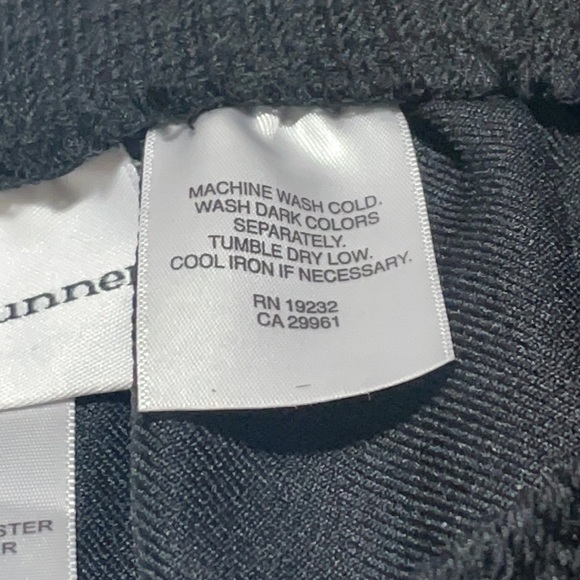 MACHINE WASH COLD.
WASH DARK COLORS
SEPARATELY.
TUMBLE DRY LOW.
COOL IRON IF NECESSARY.
RN 19232
CA 29961
unner
STER
R